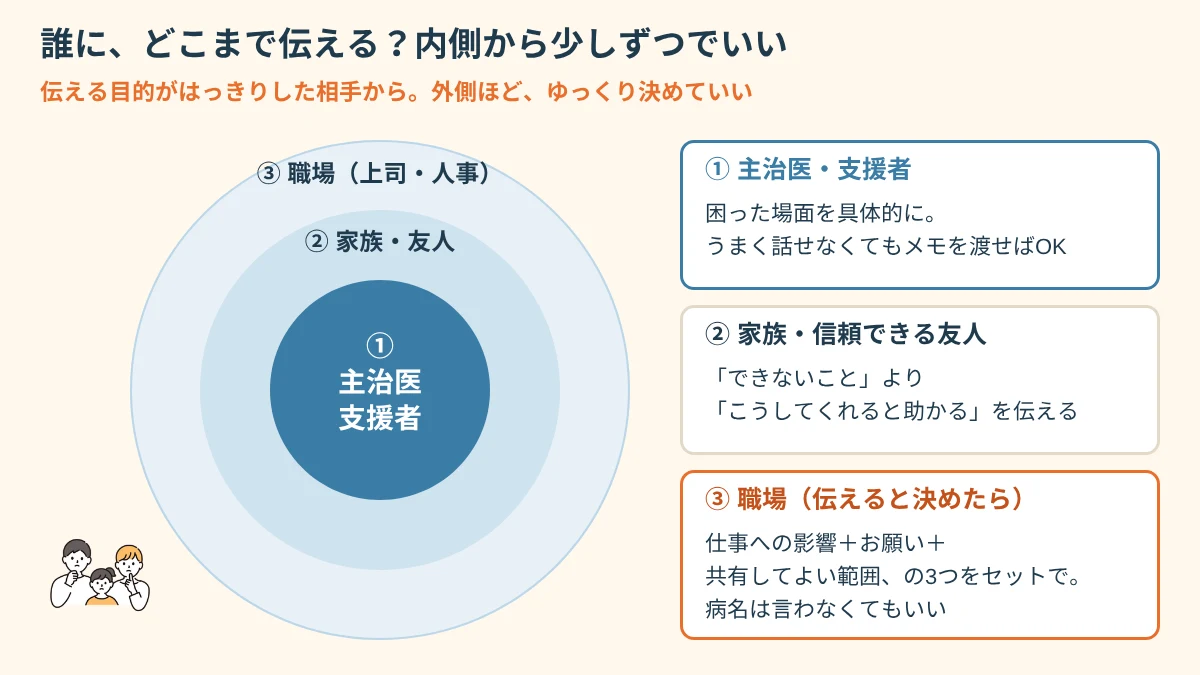 誰に、どこまで伝える？内側から少しずつでいい
伝える目的がはっきりした相手から。外側ほど、ゆっくり決めていい
③ 職場（上司・人事）
② 家族・友人
①
主治医
支援者
① 主治医・支援者
困った場面を具体的に。
うまく話せなくてもメモを渡せばOK
② 家族・信頼できる友人
「できないこと」より
「こうしてくれると助かる」を伝える
③ 職場（伝えると決めたら）
仕事への影響＋お願い＋
共有してよい範囲、の3つをセットで。
病名は言わなくてもいい